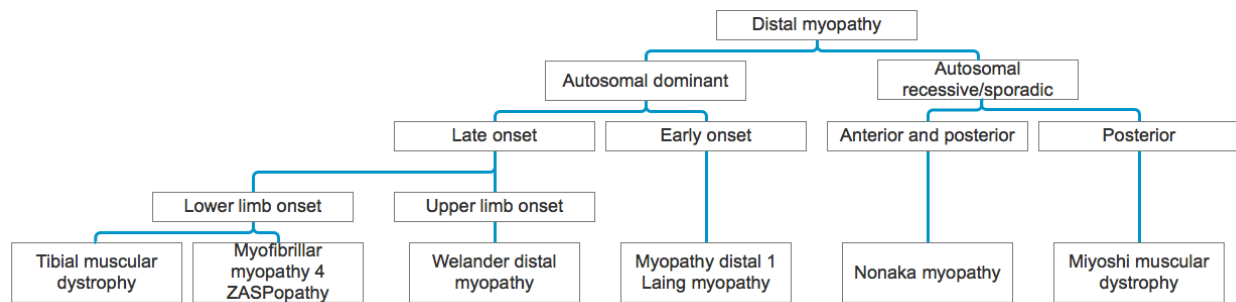 Distal myopathy
Autosomal dominant
Autosomal
recessive/sporadic
Late onset
Early onset
Anterior and posterior
Posterior
Lower limb onset
Upper limb onset
Tibial muscular
dystrophy
Myofibrillar
myopathy 4
ZASPopathy
Welander distal
myopathy
Myopathy distal 1
Laing myopathy
Nonaka myopathy
Miyoshi muscular
dystrophy